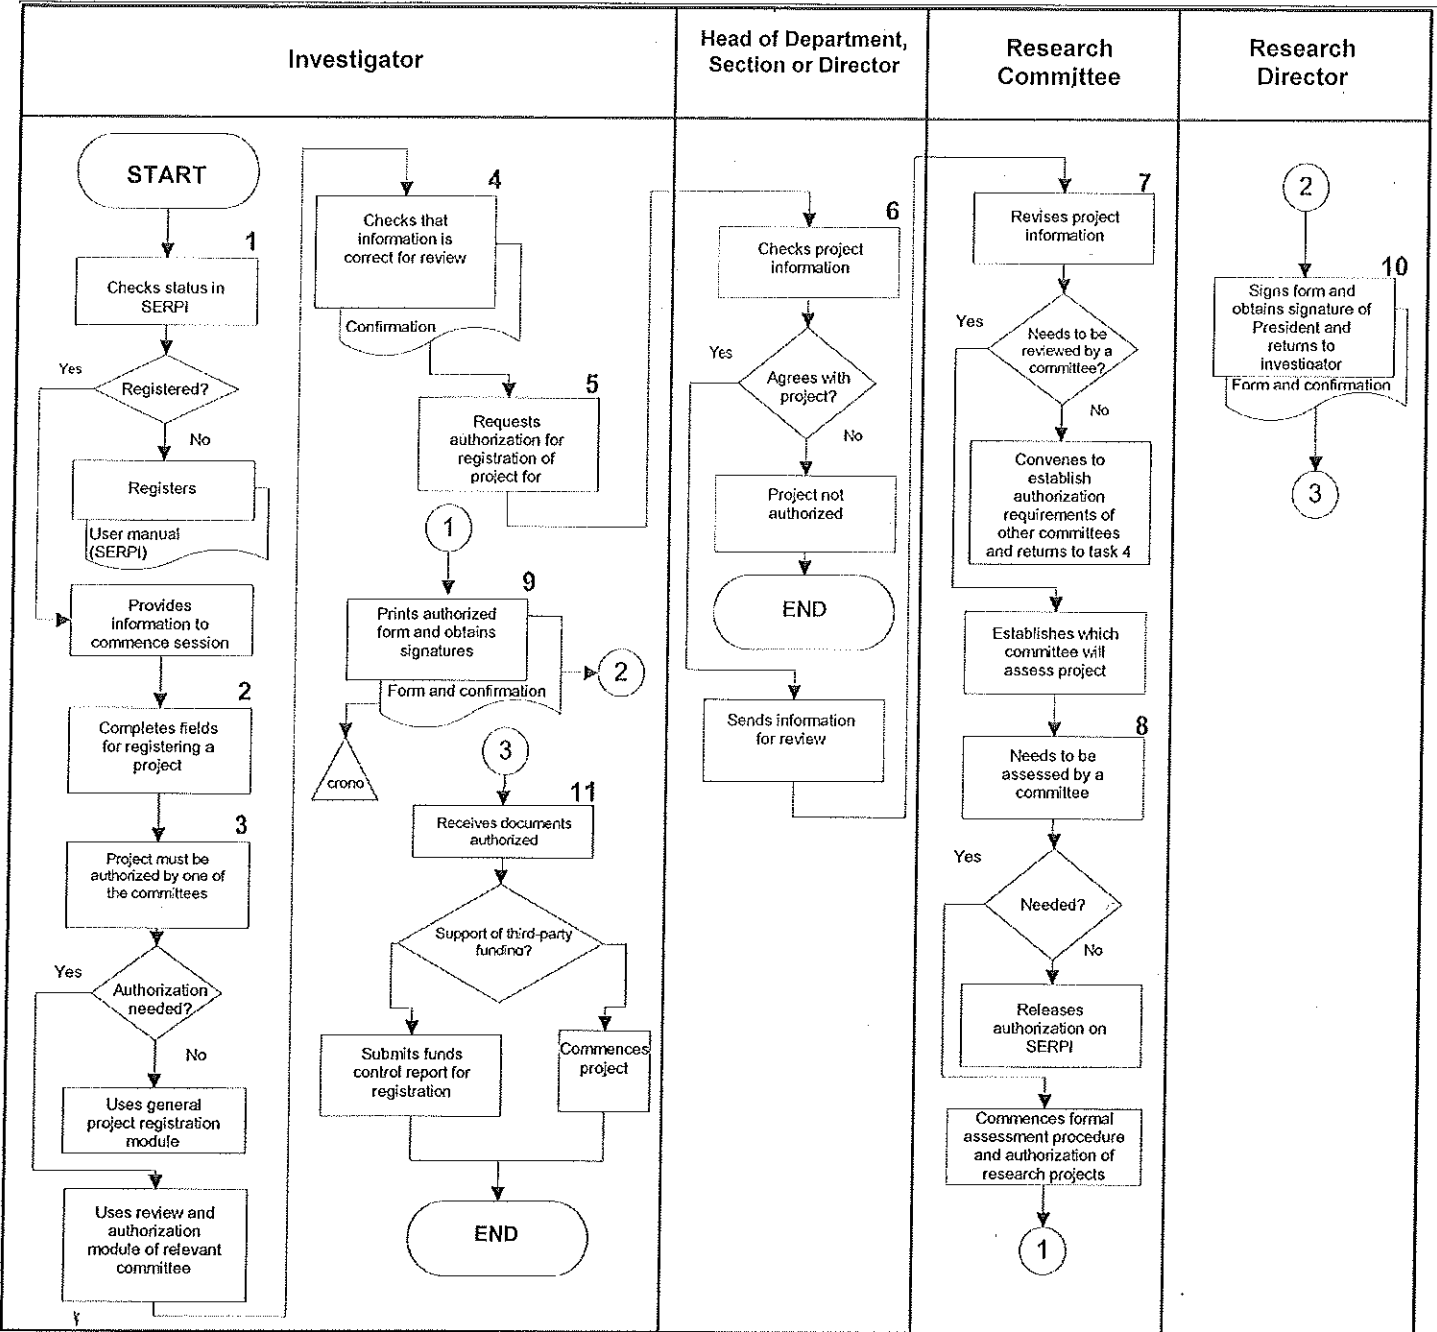 Investigator
Head of Department,
Section or Director
Research
Committee
Research
Director
START
1
Checks status in
SERPI
Yes
Registered?
No
Registers
User manual
(SERPI)
Provides
information to
commence session
2
Completes fields
for registering a
project
3
Project must be
authorized by one of
the committees
Yes
Authorization
needed?
No
Uses general
project registration
module
Uses review and
authorization
module of relevant
committee
4
Checks that
information is
correct for review
Confirmation
5
Requests
authorization for
registration of
project for
1
9
Prints authorized
form and obtains
signatures
Form and confirmation
2
crono
3
11
Receives documents
authorized
Support of third-party
funding?
Submits funds
control report for
registration
Commences
project
END
6
Checks project
information
Yes
Agrees with
project?
No
Project not
authorized
END
Sends information
for review
7
Revises project
information
Yes
Needs to be
reviewed by a
committee?
No
Convenes to
establish
authorization
requirements of
other committees
and returns to task 4
Establishes which
committee will
assess project
8
Needs to be
assessed by a
committee
Yes
Needed?
No
Releases
authorization on
SERPI
Commences formal
assessment procedure
and authorization of
research projects
1
2
10
Signs form and
obtains signature of
President and
returns to
investigator
Form and confirmation
3